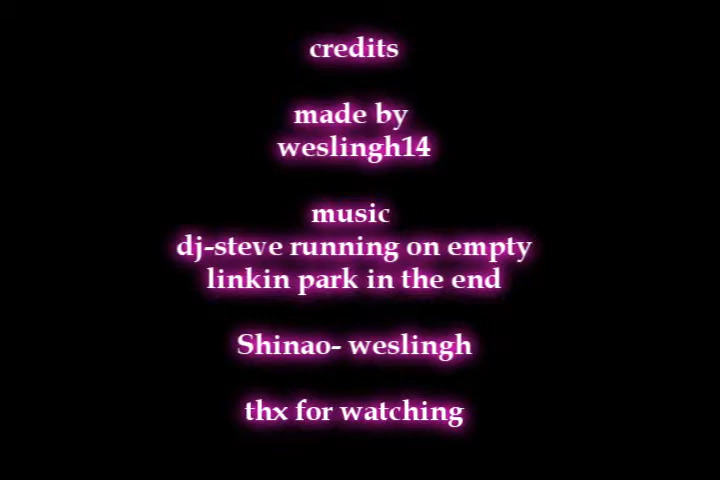 credits
made by
weslingh14
music
dj-steve running on empty
linkin park in the end
Shinao- weslingh
thx for watching